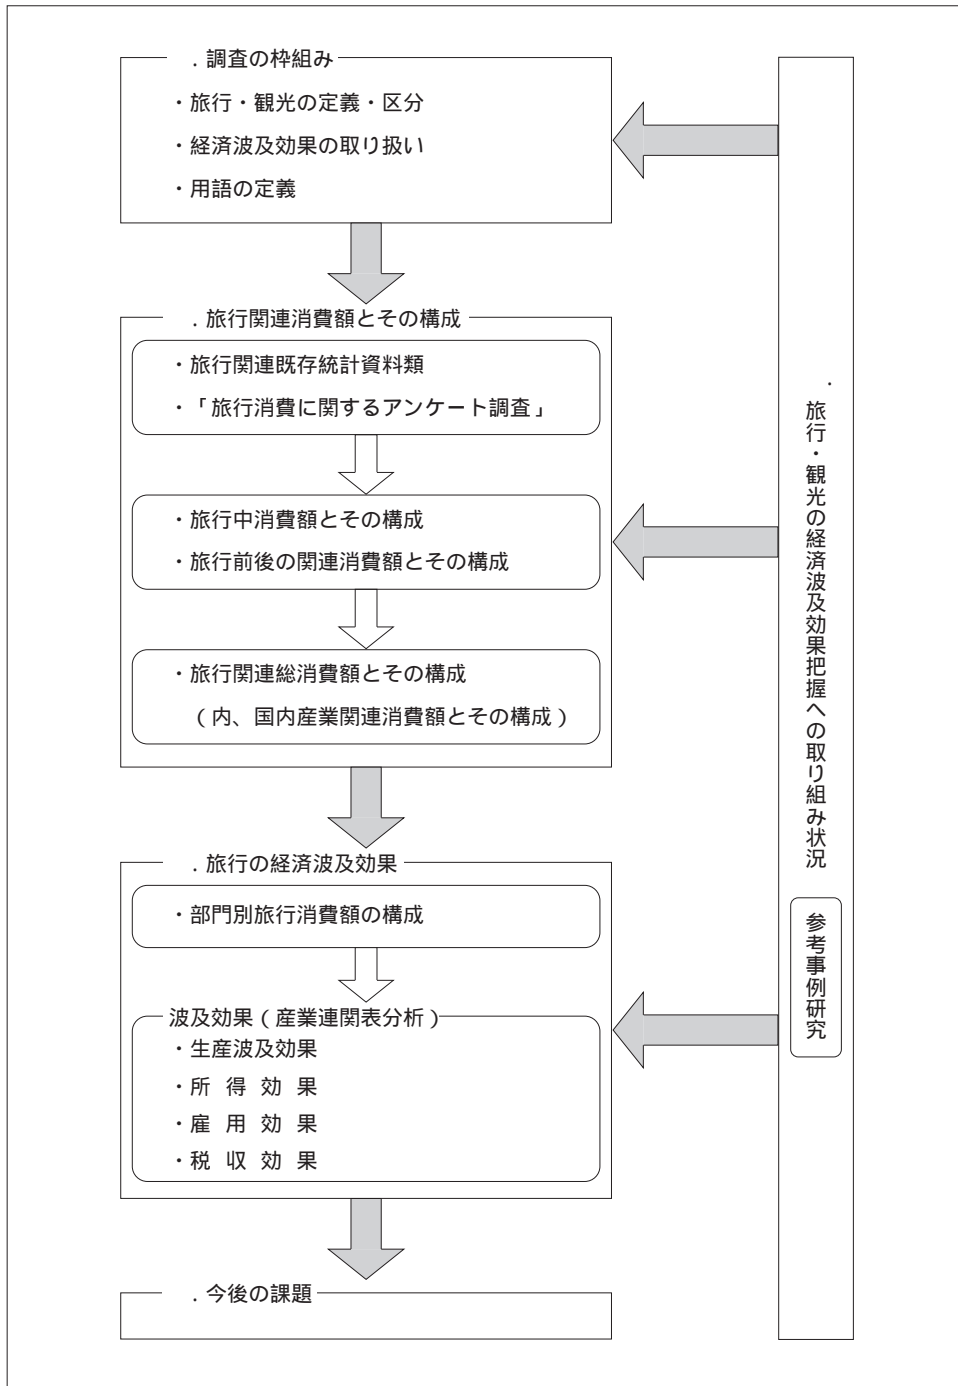 ．調査の枠組み
・旅行・観光の定義・区分
・経済波及効果の取り扱い
・用語の定義
．旅行関連消費額とその構成
・旅行関連既存統計資料類
・「旅行消費に関するアンケート調査」
・旅行中消費額とその構成
・旅行前後の関連消費額とその構成
・旅行関連総消費額とその構成
（内、国内産業関連消費額とその構成）
．旅行の経済波及効果
・部門別旅行消費額の構成
波及効果（産業連関表分析）
・生産波及効果
・所 得 効 果
・雇 用 効 果
・税 収 効 果
．今後の課題
．旅行・観光の経済波及効果把握への取り組み状況
参考事例研究